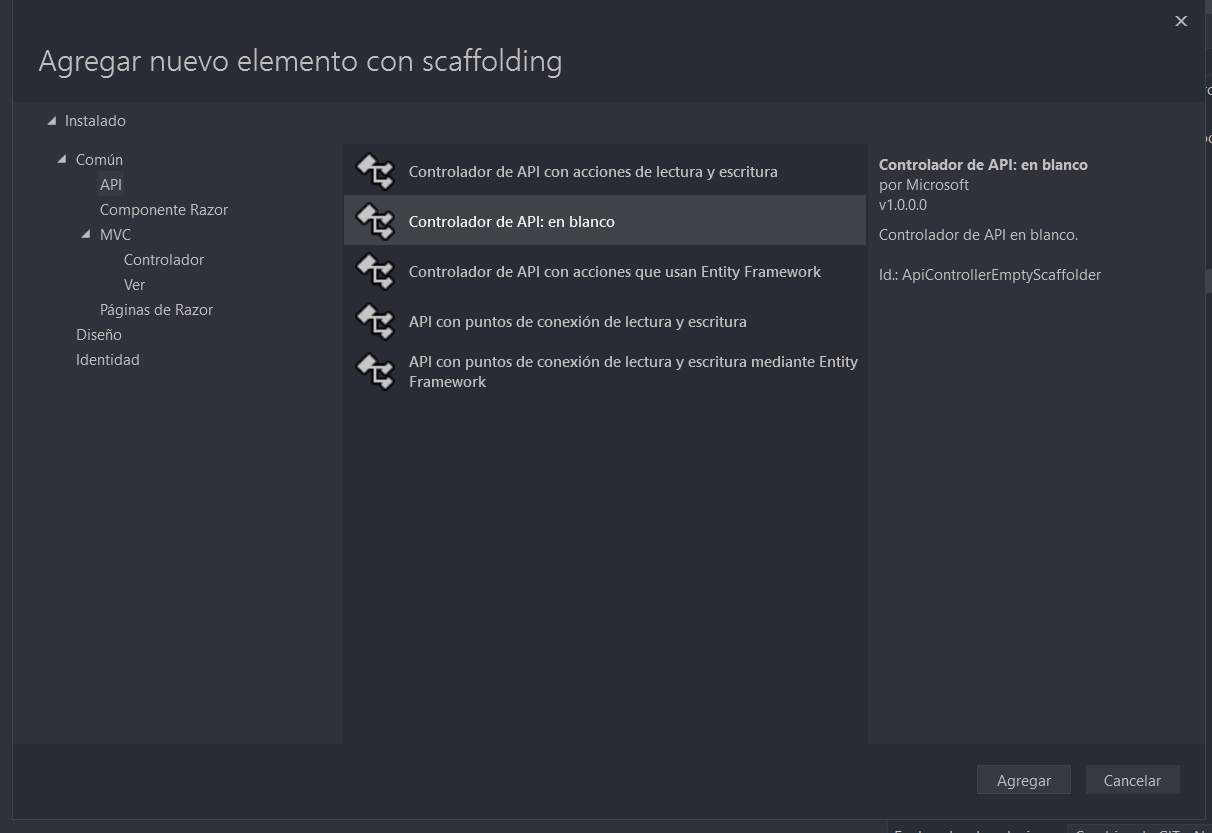 Agregar nuevo elemento con scaffolding
Instalado
Común
API
Componente Razor
MVC
Controlador
Ver
Páginas de Razor
Diseño
Identidad
Controlador de API con acciones de lectura y escritura
Controlador de API: en blanco
Controlador de API con acciones que usan Entity Framework
API con puntos de conexión de lectura y escritura
API con puntos de conexión de lectura y escritura mediante Entity
Framework
Controlador de API: en blanco
por Microsoft
v1.0.0.0
Controlador de API en blanco.
Id.: ApiControllerEmptyScaffolder
Agregar
Cancelar